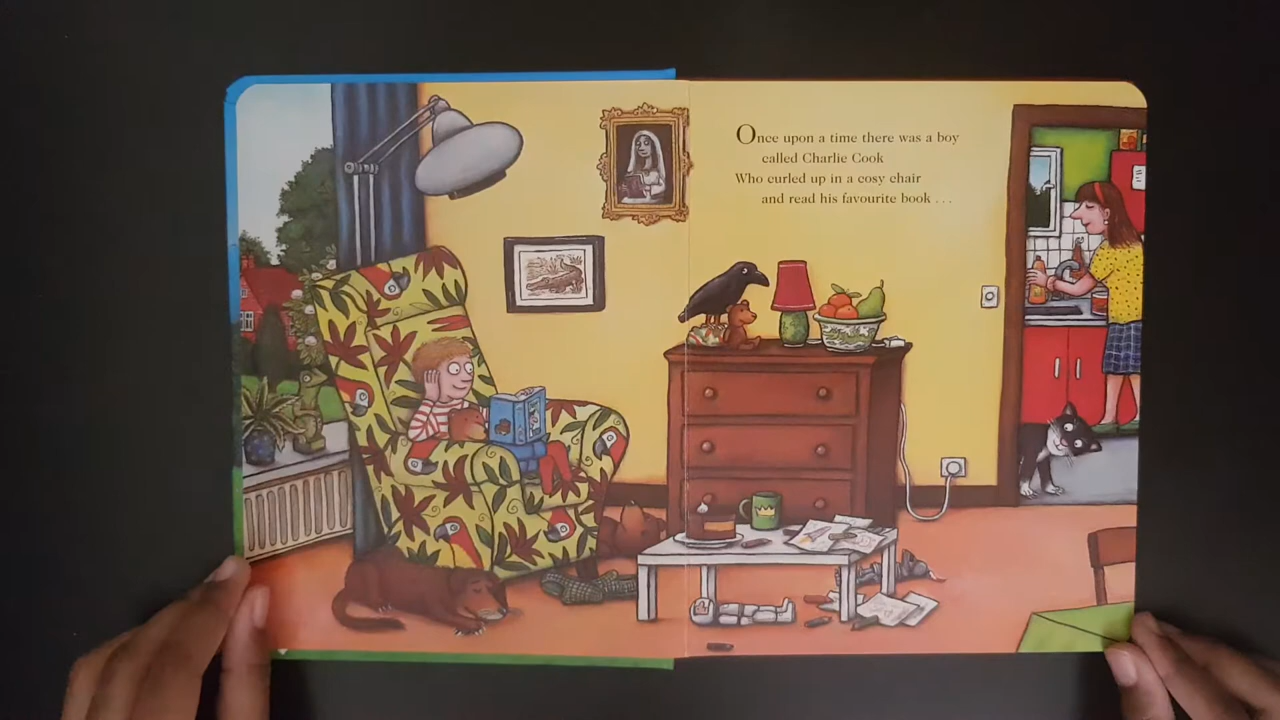 Once upon a time there was a boy
called Charlie Cook
Who curled up in a cosy chair
and read his favourite book . . .